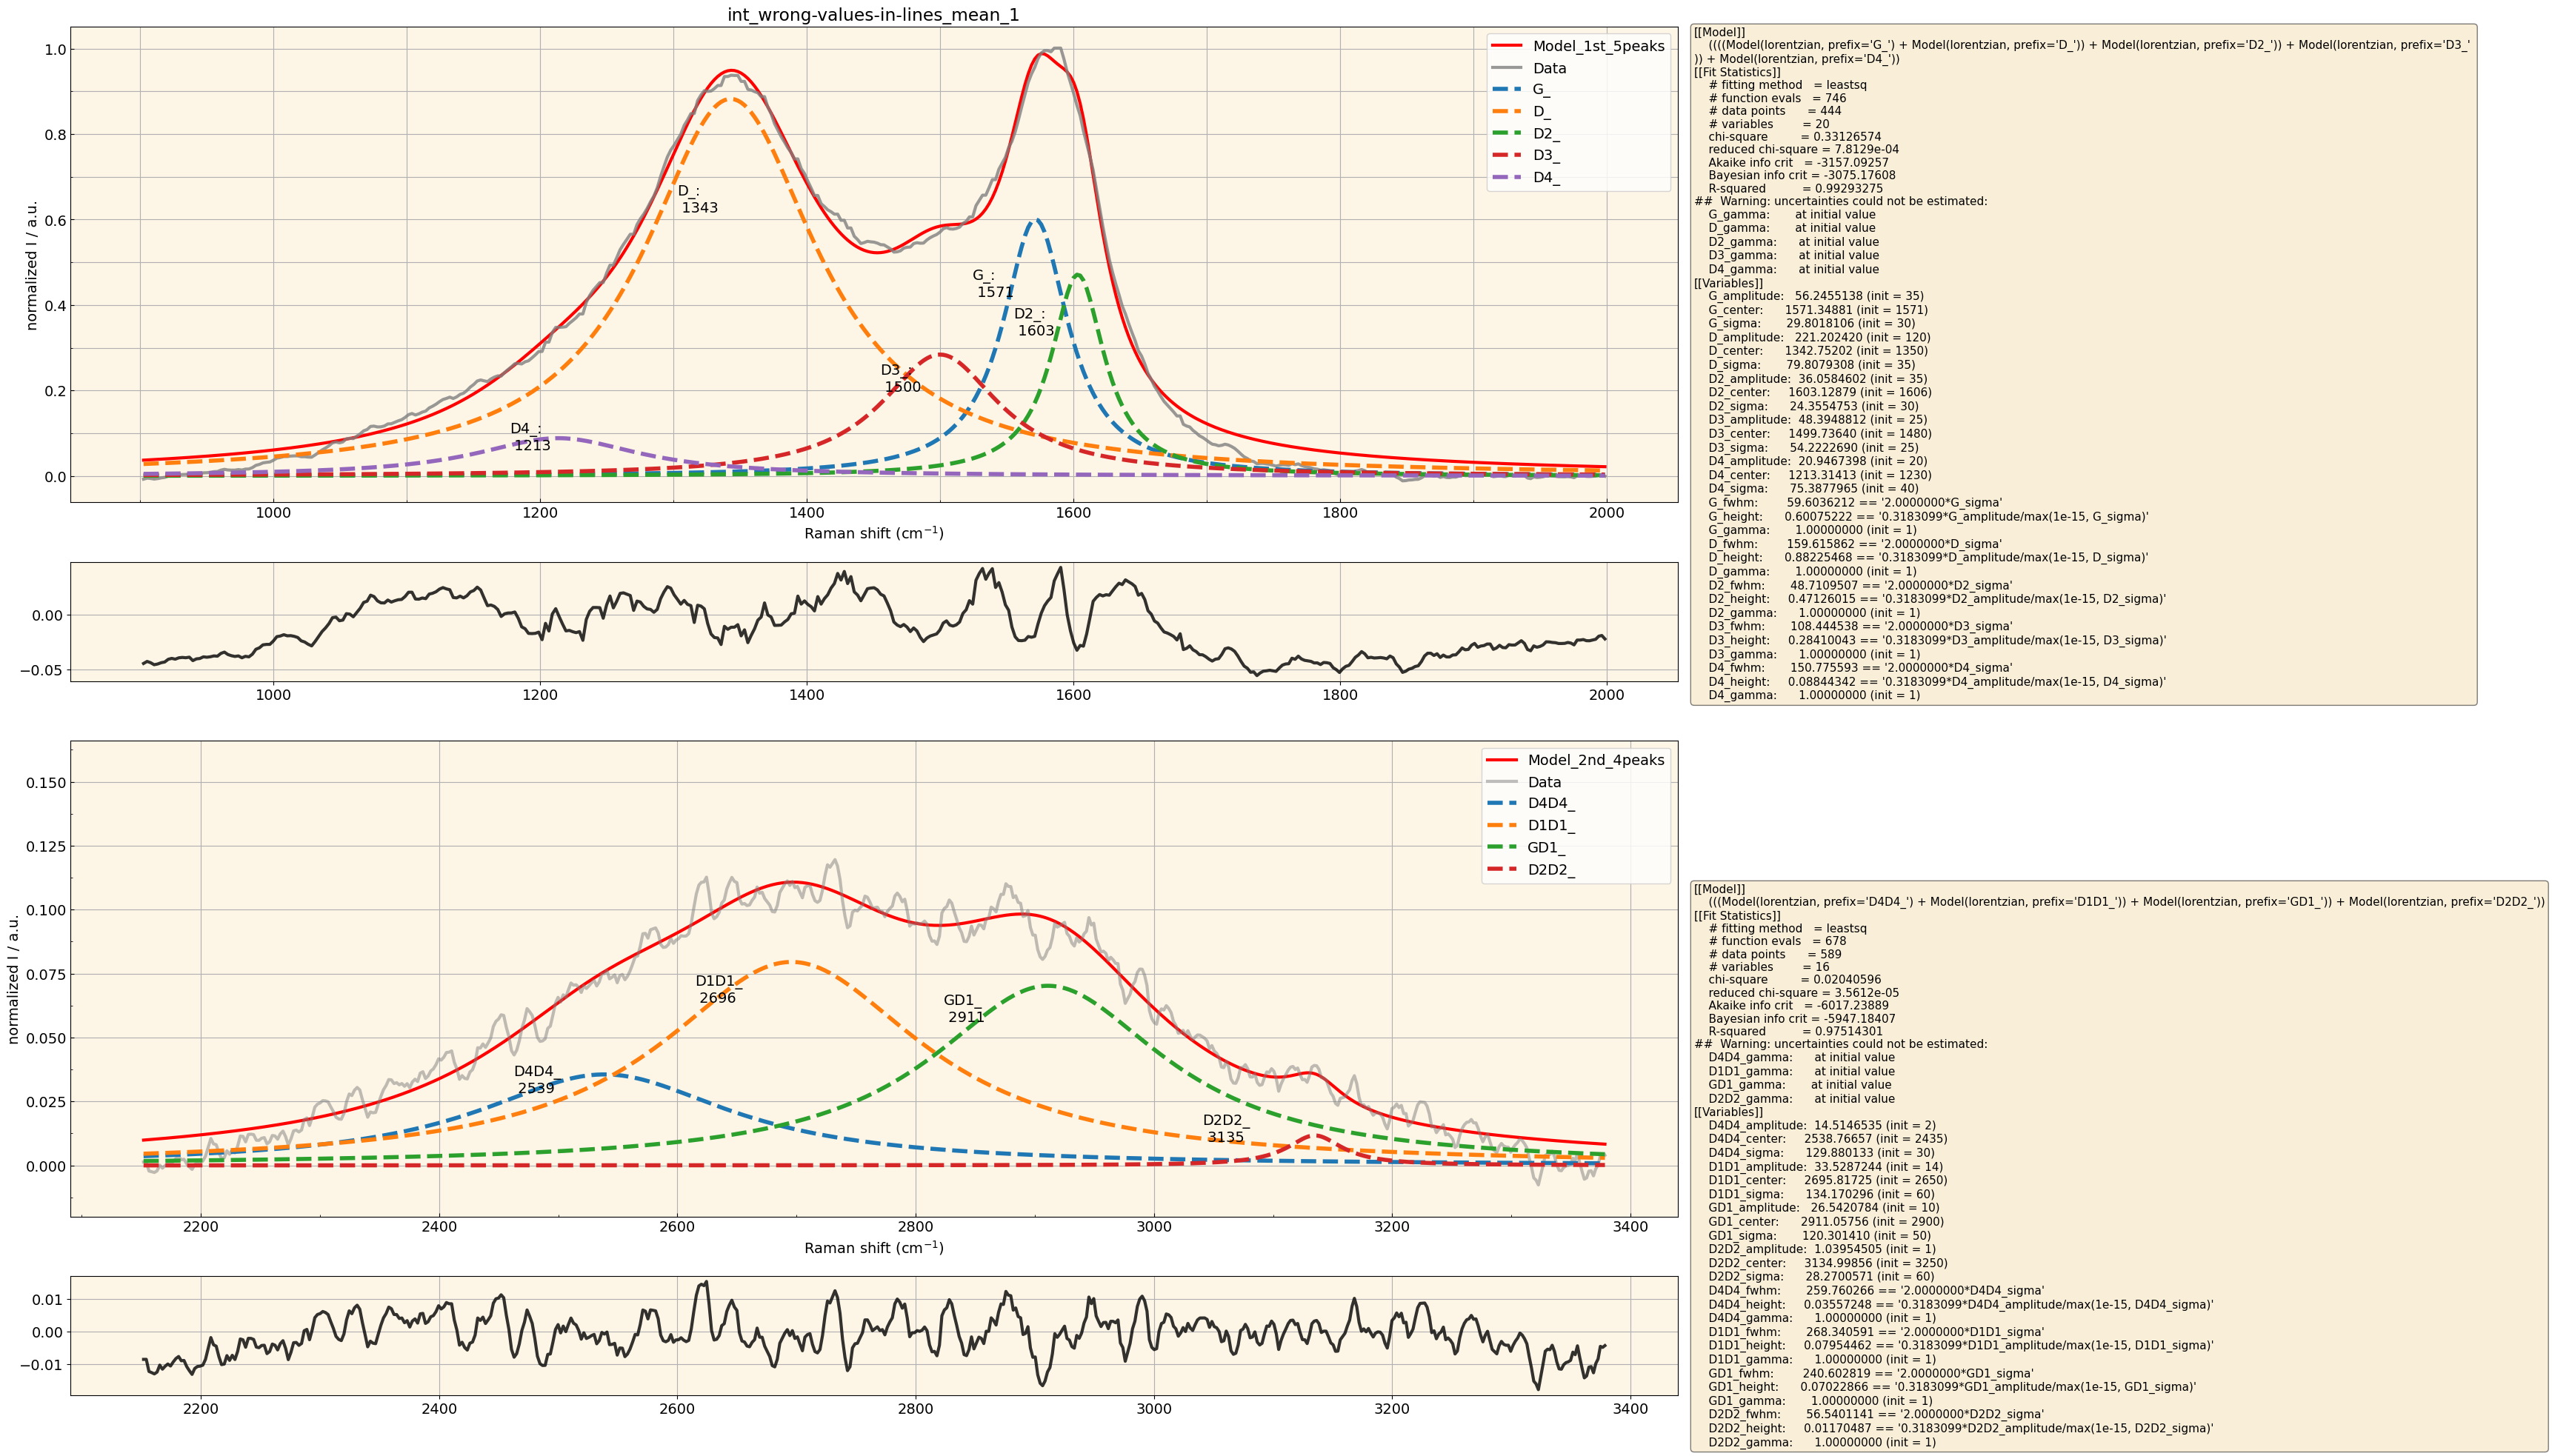 int_wrong-values-in-lines_mean_1
normalized I / a.u.
1.0
0.8
0.6
0.4
0.2
0.0
D_:
1343
G_:
1571
D2_:
1603
D3_:
1500
D4_:
1213
Model_1st_5peaks
Data
G_
D_
D2_
D3_
D4_
1000 1200 1400 1600 1800 2000
Raman shift (cm⁻¹)
0.00
−0.05
1000 1200 1400 1600 1800 2000
[[Model]]
((((Model(lorentzian, prefix='G_') + Model(lorentzian, prefix='D_')) + Model(lorentzian, prefix='D2_')) + Model(lorentzian, prefix='D3_'
)) + Model(lorentzian, prefix='D4_'))
[[Fit Statistics]]
# fitting method = leastsq
# function evals = 746
# data points = 444
# variables = 20
chi-square = 0.33126574
reduced chi-square = 7.8129e-04
Akaike info crit = -3157.09257
Bayesian info crit = -3075.17608
R-squared = 0.99293275
## Warning: uncertainties could not be estimated:
G_gamma: at initial value
D_gamma: at initial value
D2_gamma: at initial value
D3_gamma: at initial value
D4_gamma: at initial value
[[Variables]]
G_amplitude: 56.2455138 (init = 35)
G_center: 1571.34881 (init = 1571)
G_sigma: 29.8018106 (init = 30)
D_amplitude: 221.202420 (init = 120)
D_center: 1342.75202 (init = 1350)
D_sigma: 79.8079308 (init = 35)
D2_amplitude: 36.0584602 (init = 35)
D2_center: 1603.12879 (init = 1606)
D2_sigma: 24.3554753 (init = 30)
D3_amplitude: 48.3948812 (init = 25)
D3_center: 1499.73640 (init = 1480)
D3_sigma: 54.2222690 (init = 25)
D4_amplitude: 20.9467398 (init = 20)
D4_center: 1213.31413 (init = 1230)
D4_sigma: 75.3877965 (init = 40)
G_fwhm: 59.6036212 == '2.0000000*G_sigma'
G_height: 0.60075222 == '0.3183099*G_amplitude/max(1e-15, G_sigma)'
G_gamma: 1.00000000 (init = 1)
D_fwhm: 159.615862 == '2.0000000*D_sigma'
D_height: 0.88225468 == '0.3183099*D_amplitude/max(1e-15, D_sigma)'
D_gamma: 1.00000000 (init = 1)
D2_fwhm: 48.7109507 == '2.0000000*D2_sigma'
D2_height: 0.47126015 == '0.3183099*D2_amplitude/max(1e-15, D2_sigma)'
D2_gamma: 1.00000000 (init = 1)
D3_fwhm: 108.444538 == '2.0000000*D3_sigma'
D3_height: 0.28410043 == '0.3183099*D3_amplitude/max(1e-15, D3_sigma)'
D3_gamma: 1.00000000 (init = 1)
D4_fwhm: 150.775593 == '2.0000000*D4_sigma'
D4_height: 0.08844342 == '0.3183099*D4_amplitude/max(1e-15, D4_sigma)'
D4_gamma: 1.00000000 (init = 1)
normalized I / a.u.
0.150
0.125
0.100
0.075
0.050
0.025
0.000
D1D1_
2696
GD1_
2911
D4D4_
2539
D2D2_
3135
Model_2nd_4peaks
Data
D4D4_
D1D1_
GD1_
D2D2_
2200 2400 2600 2800 3000 3200 3400
Raman shift (cm⁻¹)
0.01
0.00
−0.01
2200 2400 2600 2800 3000 3200 3400
[[Model]]
(((Model(lorentzian, prefix='D4D4_') + Model(lorentzian, prefix='D1D1_')) + Model(lorentzian, prefix='GD1_')) + Model(lorentzian, prefix='D2D2_'))
[[Fit Statistics]]
# fitting method = leastsq
# function evals = 678
# data points = 589
# variables = 16
chi-square = 0.02040596
reduced chi-square = 3.5612e-05
Akaike info crit = -6017.23889
Bayesian info crit = -5947.18407
R-squared = 0.97514301
## Warning: uncertainties could not be estimated:
D4D4_gamma: at initial value
D1D1_gamma: at initial value
GD1_gamma: at initial value
D2D2_gamma: at initial value
[[Variables]]
D4D4_amplitude: 14.5146535 (init = 2)
D4D4_center: 2538.76657 (init = 2435)
D4D4_sigma: 129.880133 (init = 30)
D1D1_amplitude: 33.5287244 (init = 14)
D1D1_center: 2695.81725 (init = 2650)
D1D1_sigma: 134.170296 (init = 60)
GD1_amplitude: 26.5420784 (init = 10)
GD1_center: 2911.05756 (init = 2900)
GD1_sigma: 120.301410 (init = 50)
D2D2_amplitude: 1.03954505 (init = 1)
D2D2_center: 3134.99856 (init = 3250)
D2D2_sigma: 28.2700571 (init = 60)
D4D4_fwhm: 259.760266 == '2.0000000*D4D4_sigma'
D4D4_height: 0.03557248 == '0.3183099*D4D4_amplitude/max(1e-15, D4D4_sigma)'
D4D4_gamma: 1.00000000 (init = 1)
D1D1_fwhm: 268.340591 == '2.0000000*D1D1_sigma'
D1D1_height: 0.07954462 == '0.3183099*D1D1_amplitude/max(1e-15, D1D1_sigma)'
D1D1_gamma: 1.00000000 (init = 1)
GD1_fwhm: 240.602819 == '2.0000000*GD1_sigma'
GD1_height: 0.07022866 == '0.3183099*GD1_amplitude/max(1e-15, GD1_sigma)'
GD1_gamma: 1.00000000 (init = 1)
D2D2_fwhm: 56.5401141 == '2.0000000*D2D2_sigma'
D2D2_height: 0.01170487 == '0.3183099*D2D2_amplitude/max(1e-15, D2D2_sigma)'
D2D2_gamma: 1.00000000 (init = 1)